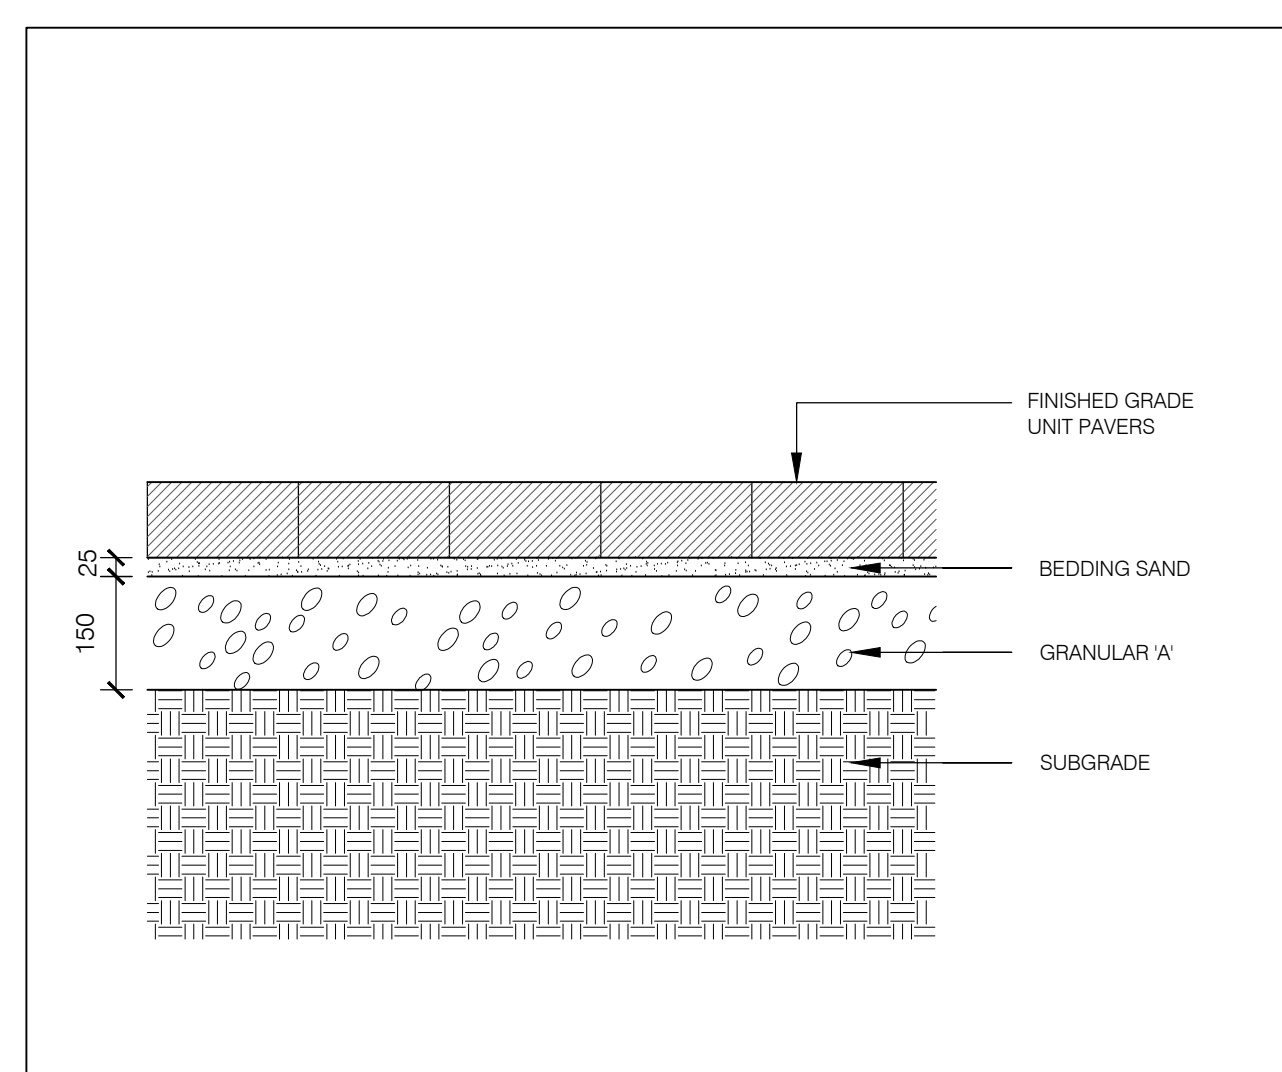 FINISHED GRADE
UNIT PAVERS
25
BEDDING SAND
150
GRANULAR 'A'
SUBGRADE